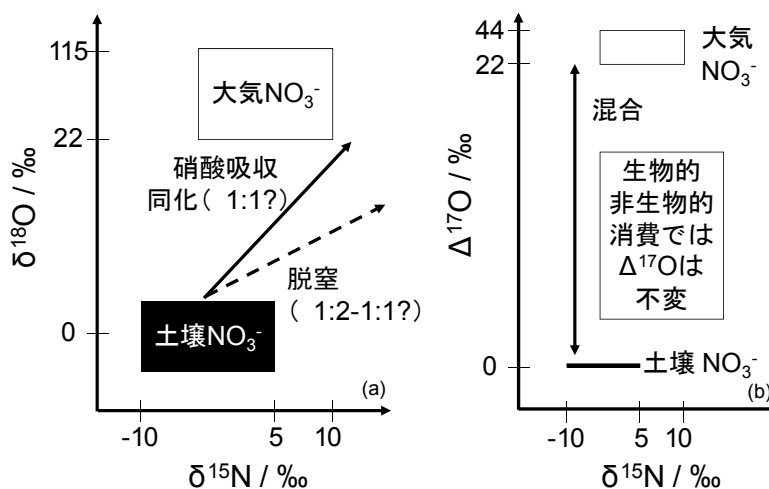 115
22
0
δ¹⁸O / ‰
大気NO₃⁻
硝酸吸収
同化( 1:1?)
脱窒
( 1:2-1:1?)
土壌NO₃⁻
(a)
-10
5
10
δ¹⁵N / ‰
44
22
0
Δ¹⁷O / ‰
大気
NO₃⁻
混合
生物的
非生物的
消費では
Δ¹⁷Oは
不変
土壌 NO₃⁻
(b)
-10
5
10
δ¹⁵N / ‰